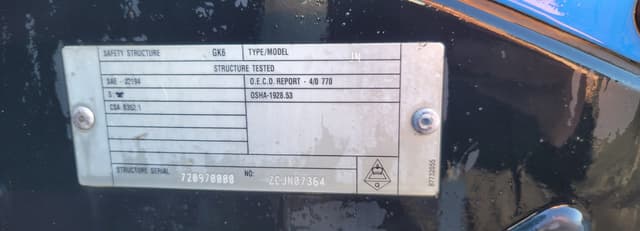 SAFETY STRUCTURE GK6 TYPE/MODEL
STRUCTURE TESTED
SAE - J2194 O.E.C.D. REPORT - 4/0 770
OSHA-1928.53
CSA B352.1
STRUCTURE SERIAL 720970000 NO: ZCJN07364
87732055